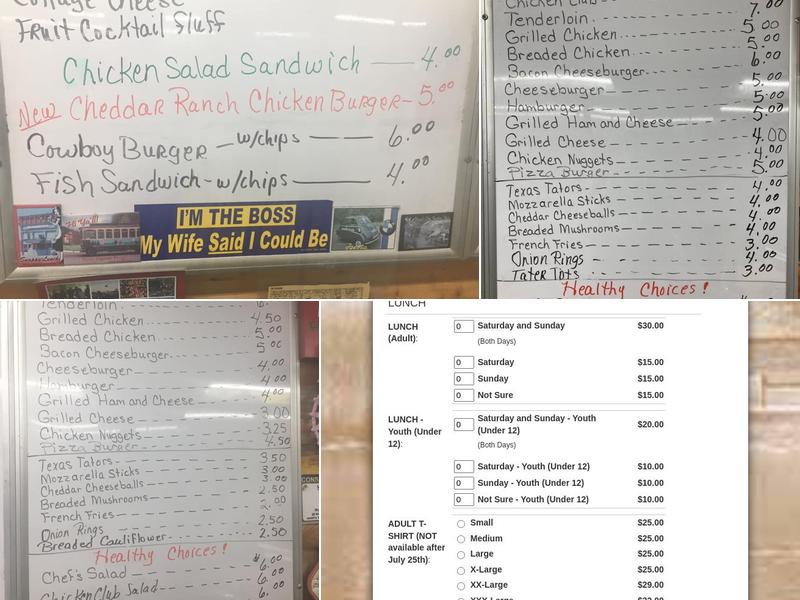 Cottage Cheese
Fruit Cocktail Fluff
Chicken Salad Sandwich 4.00
New Cheddar Ranch Chicken Burger 5.00
Cowboy Burger w/chips 6.00
Fish Sandwich - w/chips 4.00
I'M THE BOSS
My Wife Said I Could Be
Chicken Club 7.00
Tenderloin 5.00
Grilled Chicken 5.00
Breaded Chicken 6.00
Bacon Cheeseburger 5.00
Cheeseburger 5.00
Hamburger 5.00
Grilled Ham and Cheese 4.00
Grilled Cheese 4.00
Chicken Nuggets 5.00
Pizza Burger
Texas Tators 4.00
Mozzarella Sticks 4.00
Cheddar Cheeseballs 4.00
Breaded Mushrooms 4.00
French Fries 3.00
Onion Rings 4.00
Tater Tots 3.00
Healthy Choices!
Tenderloin
Grilled Chicken 4.50
Breaded Chicken 5.00
Bacon Cheeseburger 5.00
Cheeseburger 4.00
Hamburger 4.00
Grilled Ham and Cheese 4.00
Grilled Cheese 3.00
Chicken Nuggets 3.25
Pizza Burger 4.50
Texas Tators 3.50
Mozzarella Sticks 3.00
Cheddar Cheeseballs 3.00
Breaded Mushrooms 2.50
French Fries
Onion Rings 2.50
Breaded Cauliflower 2.50
Healthy Choices!
Chef's Salad $6.00
Chicken Club Salad 6.00
LUNCH
LUNCH (Adult):
0 Saturday and Sunday $30.00
(Both Days)
0 Saturday $15.00
0 Sunday $15.00
0 Not Sure $15.00
LUNCH - Youth (Under 12):
0 Saturday and Sunday - Youth (Under 12) $20.00
(Both Days)
0 Saturday - Youth (Under 12) $10.00
0 Sunday - Youth (Under 12) $10.00
0 Not Sure - Youth (Under 12) $10.00
ADULT T-SHIRT (NOT available after July 25th):
Small $25.00
Medium $25.00
Large $25.00
X-Large $25.00
XX-Large $29.00
XXX-Large